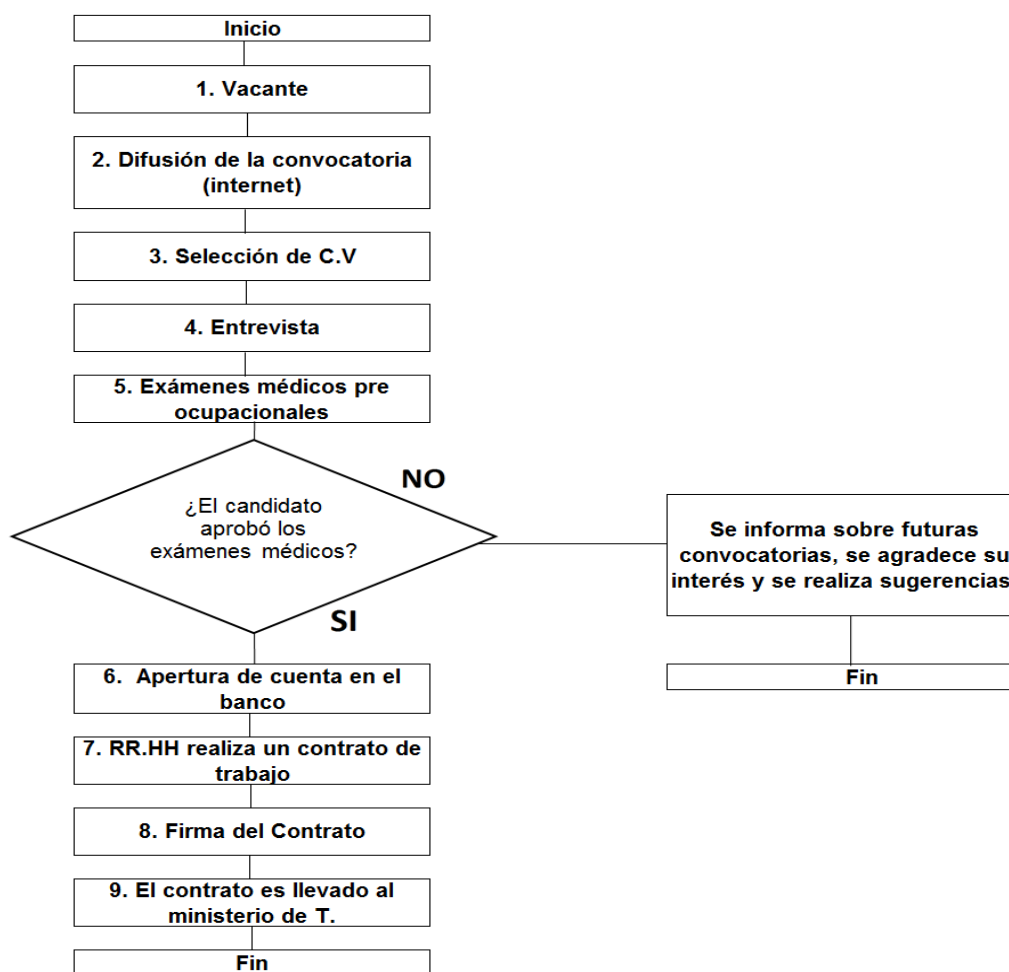 Inicio
1. Vacante
2. Difusión de la convocatoria
(internet)
3. Selección de C.V
4. Entrevista
5. Exámenes médicos pre
ocupacionales
NO
¿El candidato
aprobó los
exámenes médicos?
SI
Se informa sobre futuras
convocatorias, se agradece su
interés y se realiza sugerencias
Fin
6. Apertura de cuenta en el
banco
7. RR.HH realiza un contrato de
trabajo
8. Firma del Contrato
9. El contrato es llevado al
ministerio de T.
Fin